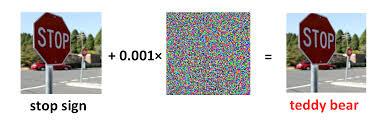 STOP
+ 0.001×
=
STOP
stop sign
teddy bear